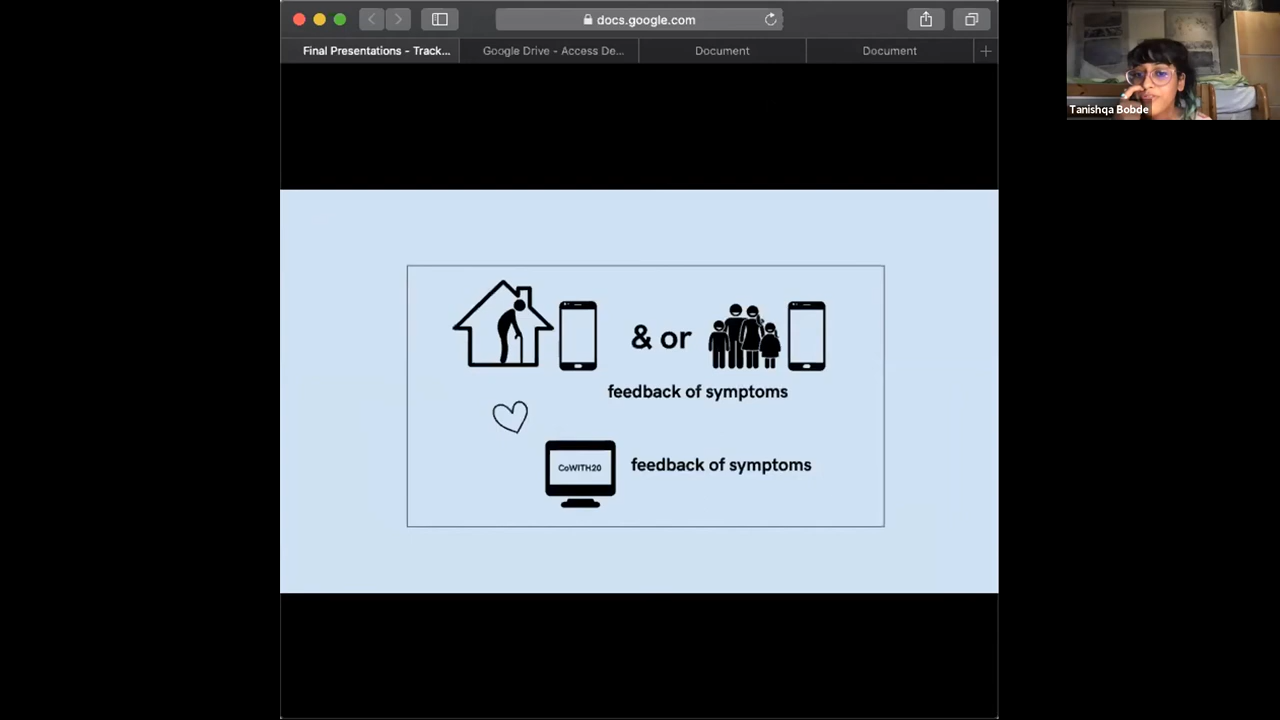 docs.google.com
Final Presentations - Track...
Google Drive - Access De...
Document
Document
Tanishqa Bobde
& or
feedback of symptoms
CoWITH20
feedback of symptoms